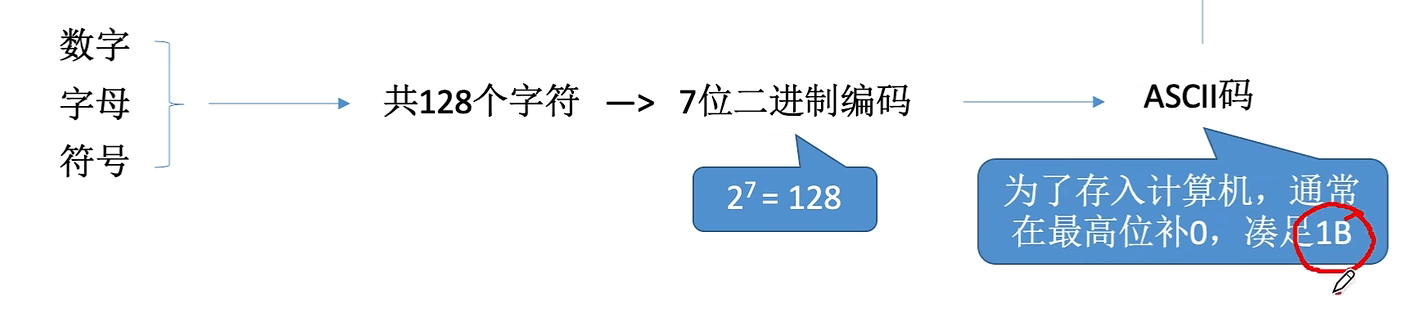 数字
字母
符号
共128个字符 —> 7位二进制编码
ASCII码
2⁷ = 128
为了存入计算机，通常
在最高位补0，凑足1B